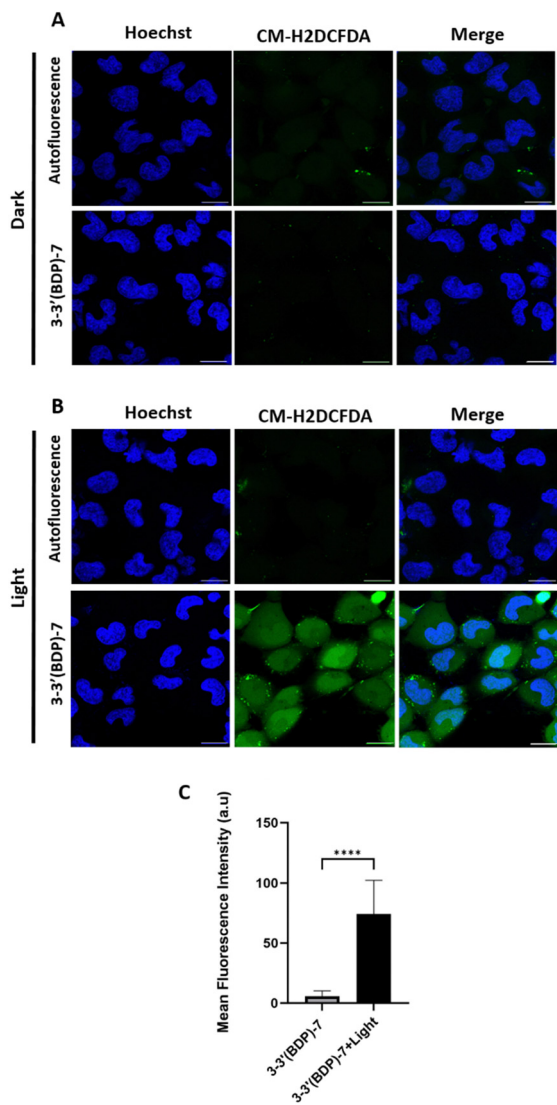 A
Hoechst
CM-H2DCFDA
Merge
Dark
Autofluorescence
3-3'(BDP)-7
B
Hoechst
CM-H2DCFDA
Merge
Light
Autofluorescence
3-3'(BDP)-7
C
Mean Fluorescence Intensity (a.u)
150
100
50
0
****
3-3'(BDP)-7
3-3'(BDP)-7+Light